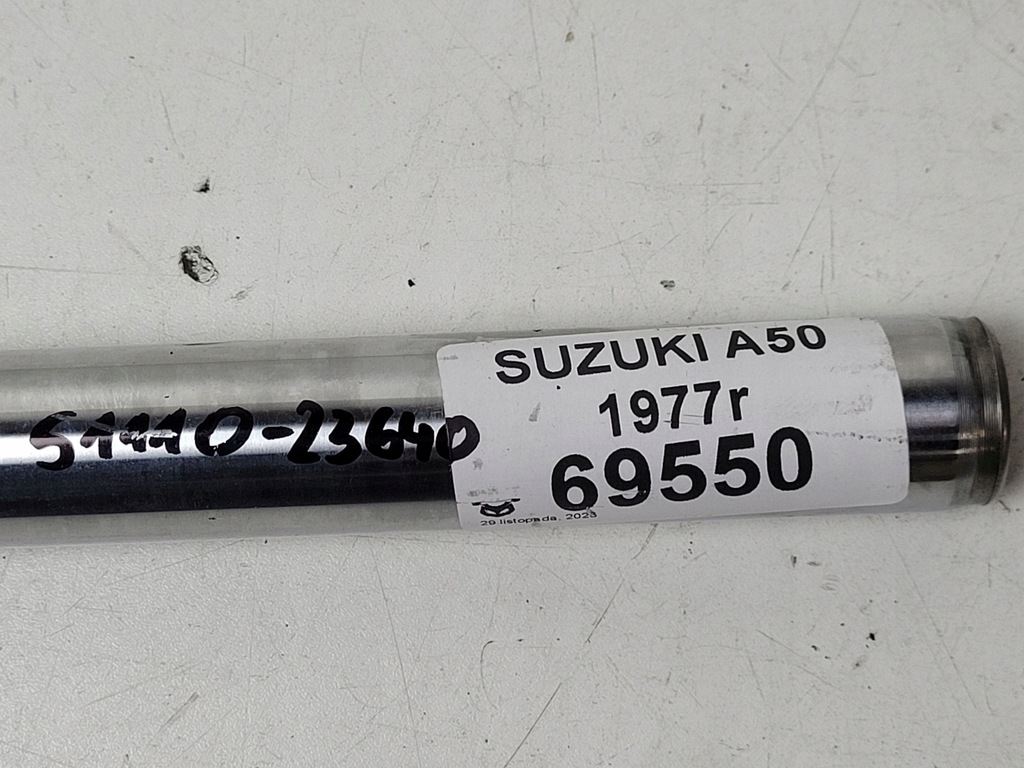 51110-23640
SUZUKI A50
1977r
69550
29 listopada, 2023